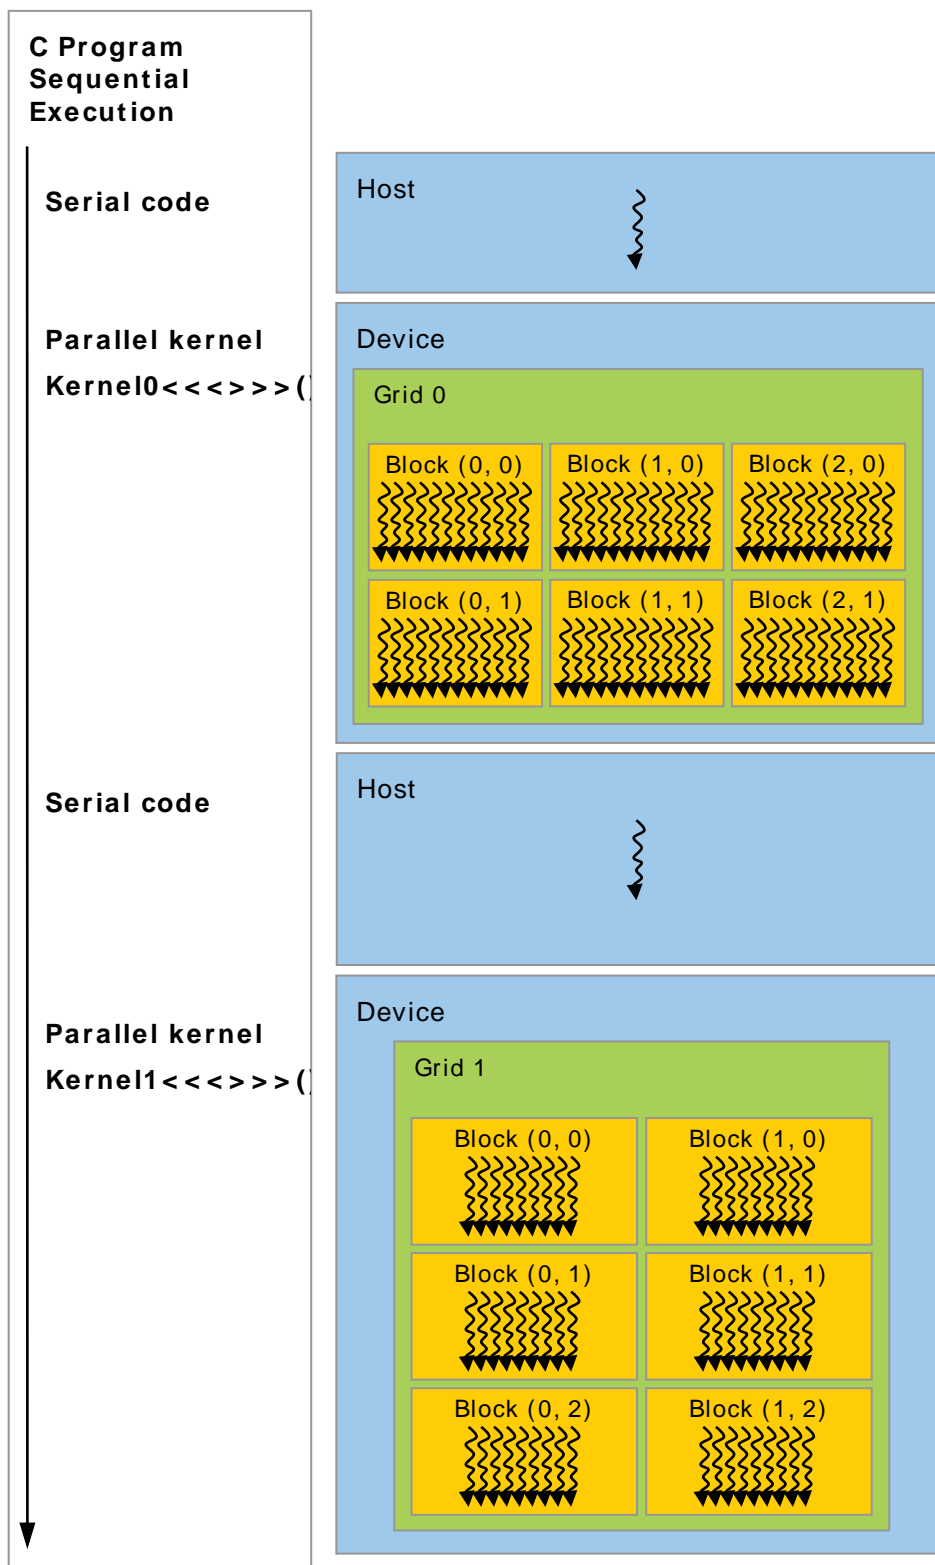 C Program
Sequential
Execution
Serial code
Host
Parallel kernel
Kernel0<<<>>>()
Device
Grid 0
Block (0, 0)
Block (1, 0)
Block (2, 0)
Block (0, 1)
Block (1, 1)
Block (2, 1)
Serial code
Host
Parallel kernel
Kernel1<<<>>>()
Device
Grid 1
Block (0, 0)
Block (1, 0)
Block (0, 1)
Block (1, 1)
Block (0, 2)
Block (1, 2)